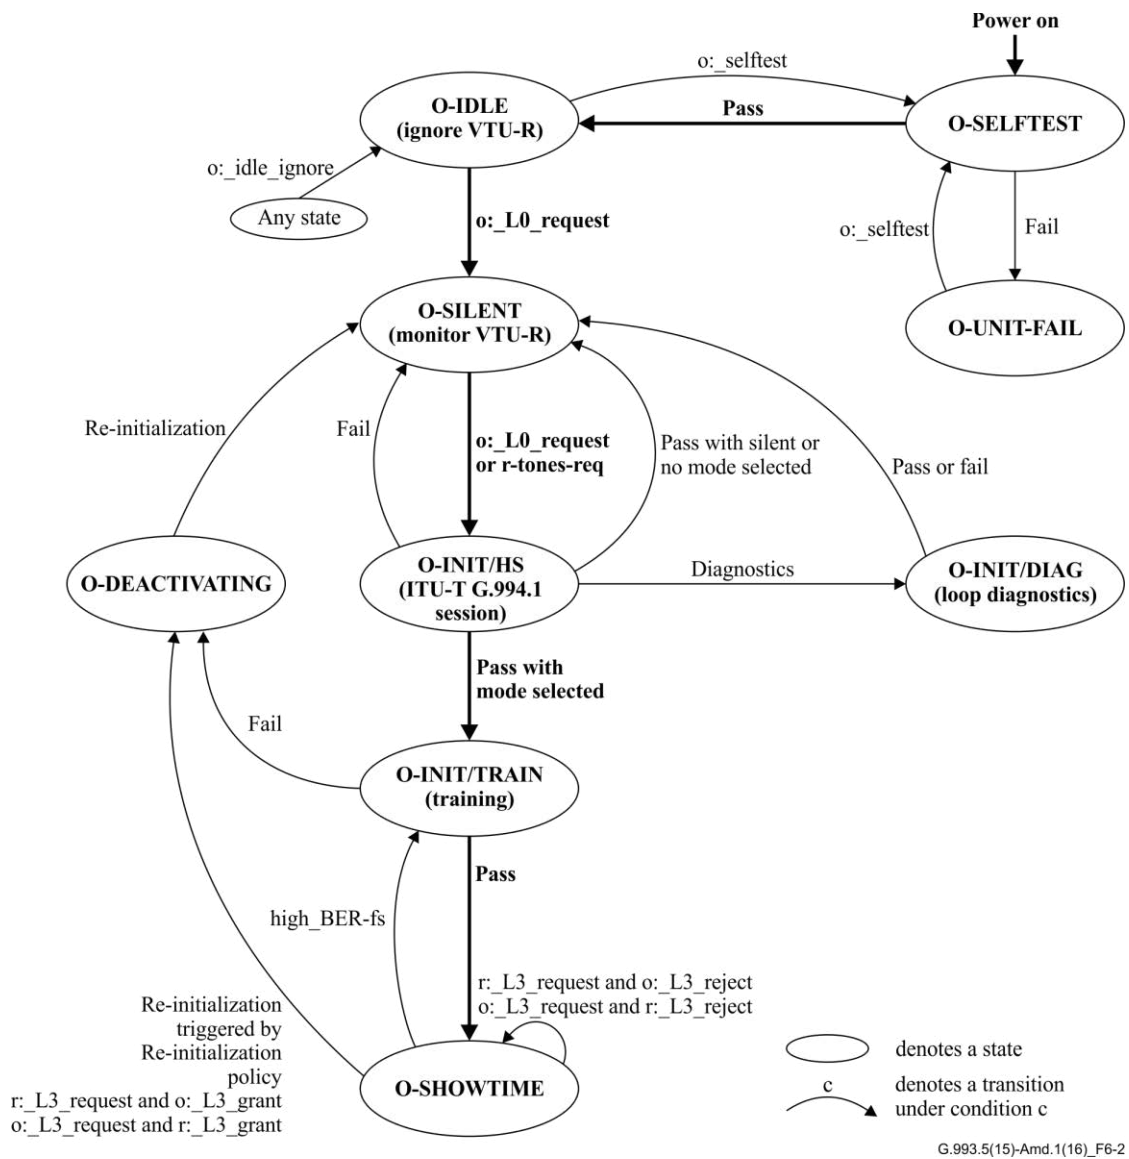 Power on
o:_selftest
O-IDLE
(ignore VTU-R)
Pass
O-SELFTEST
o:_idle_ignore
Any state
o:_L0_request
o:_selftest
Fail
O-SILENT
(monitor VTU-R)
O-UNIT-FAIL
Re-initialization
Fail
o:_L0_request
or r-tones-req
Pass with silent or
no mode selected
Pass or fail
O-DEACTIVATING
O-INIT/HS
(ITU-T G.994.1
session)
Diagnostics
O-INIT/DIAG
(loop diagnostics)
Pass with
mode selected
Fail
O-INIT/TRAIN
(training)
Pass
high_BER-fs
r:_L3_request and o:_L3_reject
o:_L3_request and r:_L3_reject
Re-initialization
triggered by
Re-initialization
policy
r:_L3_request and o:_L3_grant
o:_L3_request and r:_L3_grant
O-SHOWTIME
denotes a state
c
denotes a transition
under condition c
G.993.5(15)-Amd.1(16)_F6-2